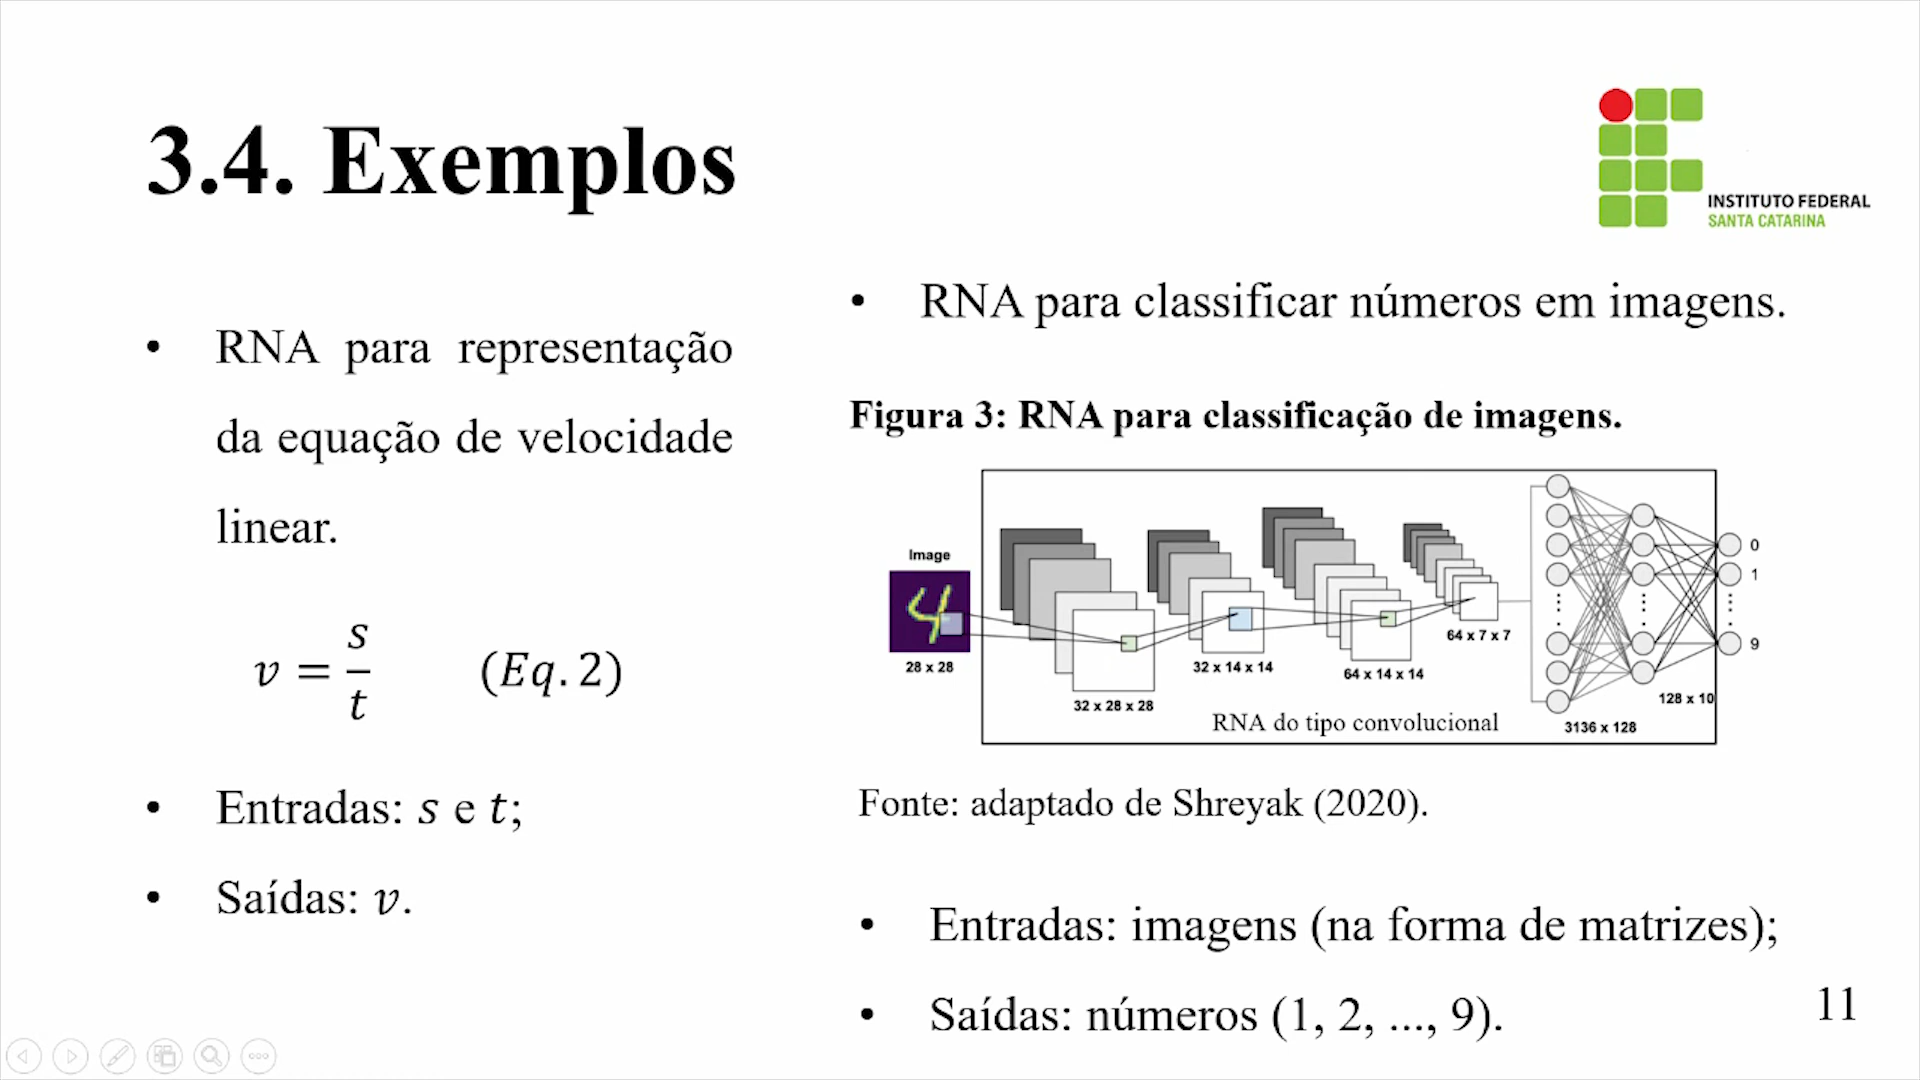 3.4. Exemplos
INSTITUTO FEDERAL
SANTA CATARINA
• RNA para representação
da equação de velocidade
linear.
v = s/t (Eq. 2)
• Entradas: s e t;
• Saídas: v.
• RNA para classificar números em imagens.
Figura 3: RNA para classificação de imagens.
Image
28 x 28
32 x 28 x 28
32 x 14 x 14
64 x 14 x 14
64 x 7 x 7
3136 x 128
128 x 10
0
1
9
RNA do tipo convolucional
Fonte: adaptado de Shreyak (2020).
• Entradas: imagens (na forma de matrizes);
• Saídas: números (1, 2, ..., 9).
11